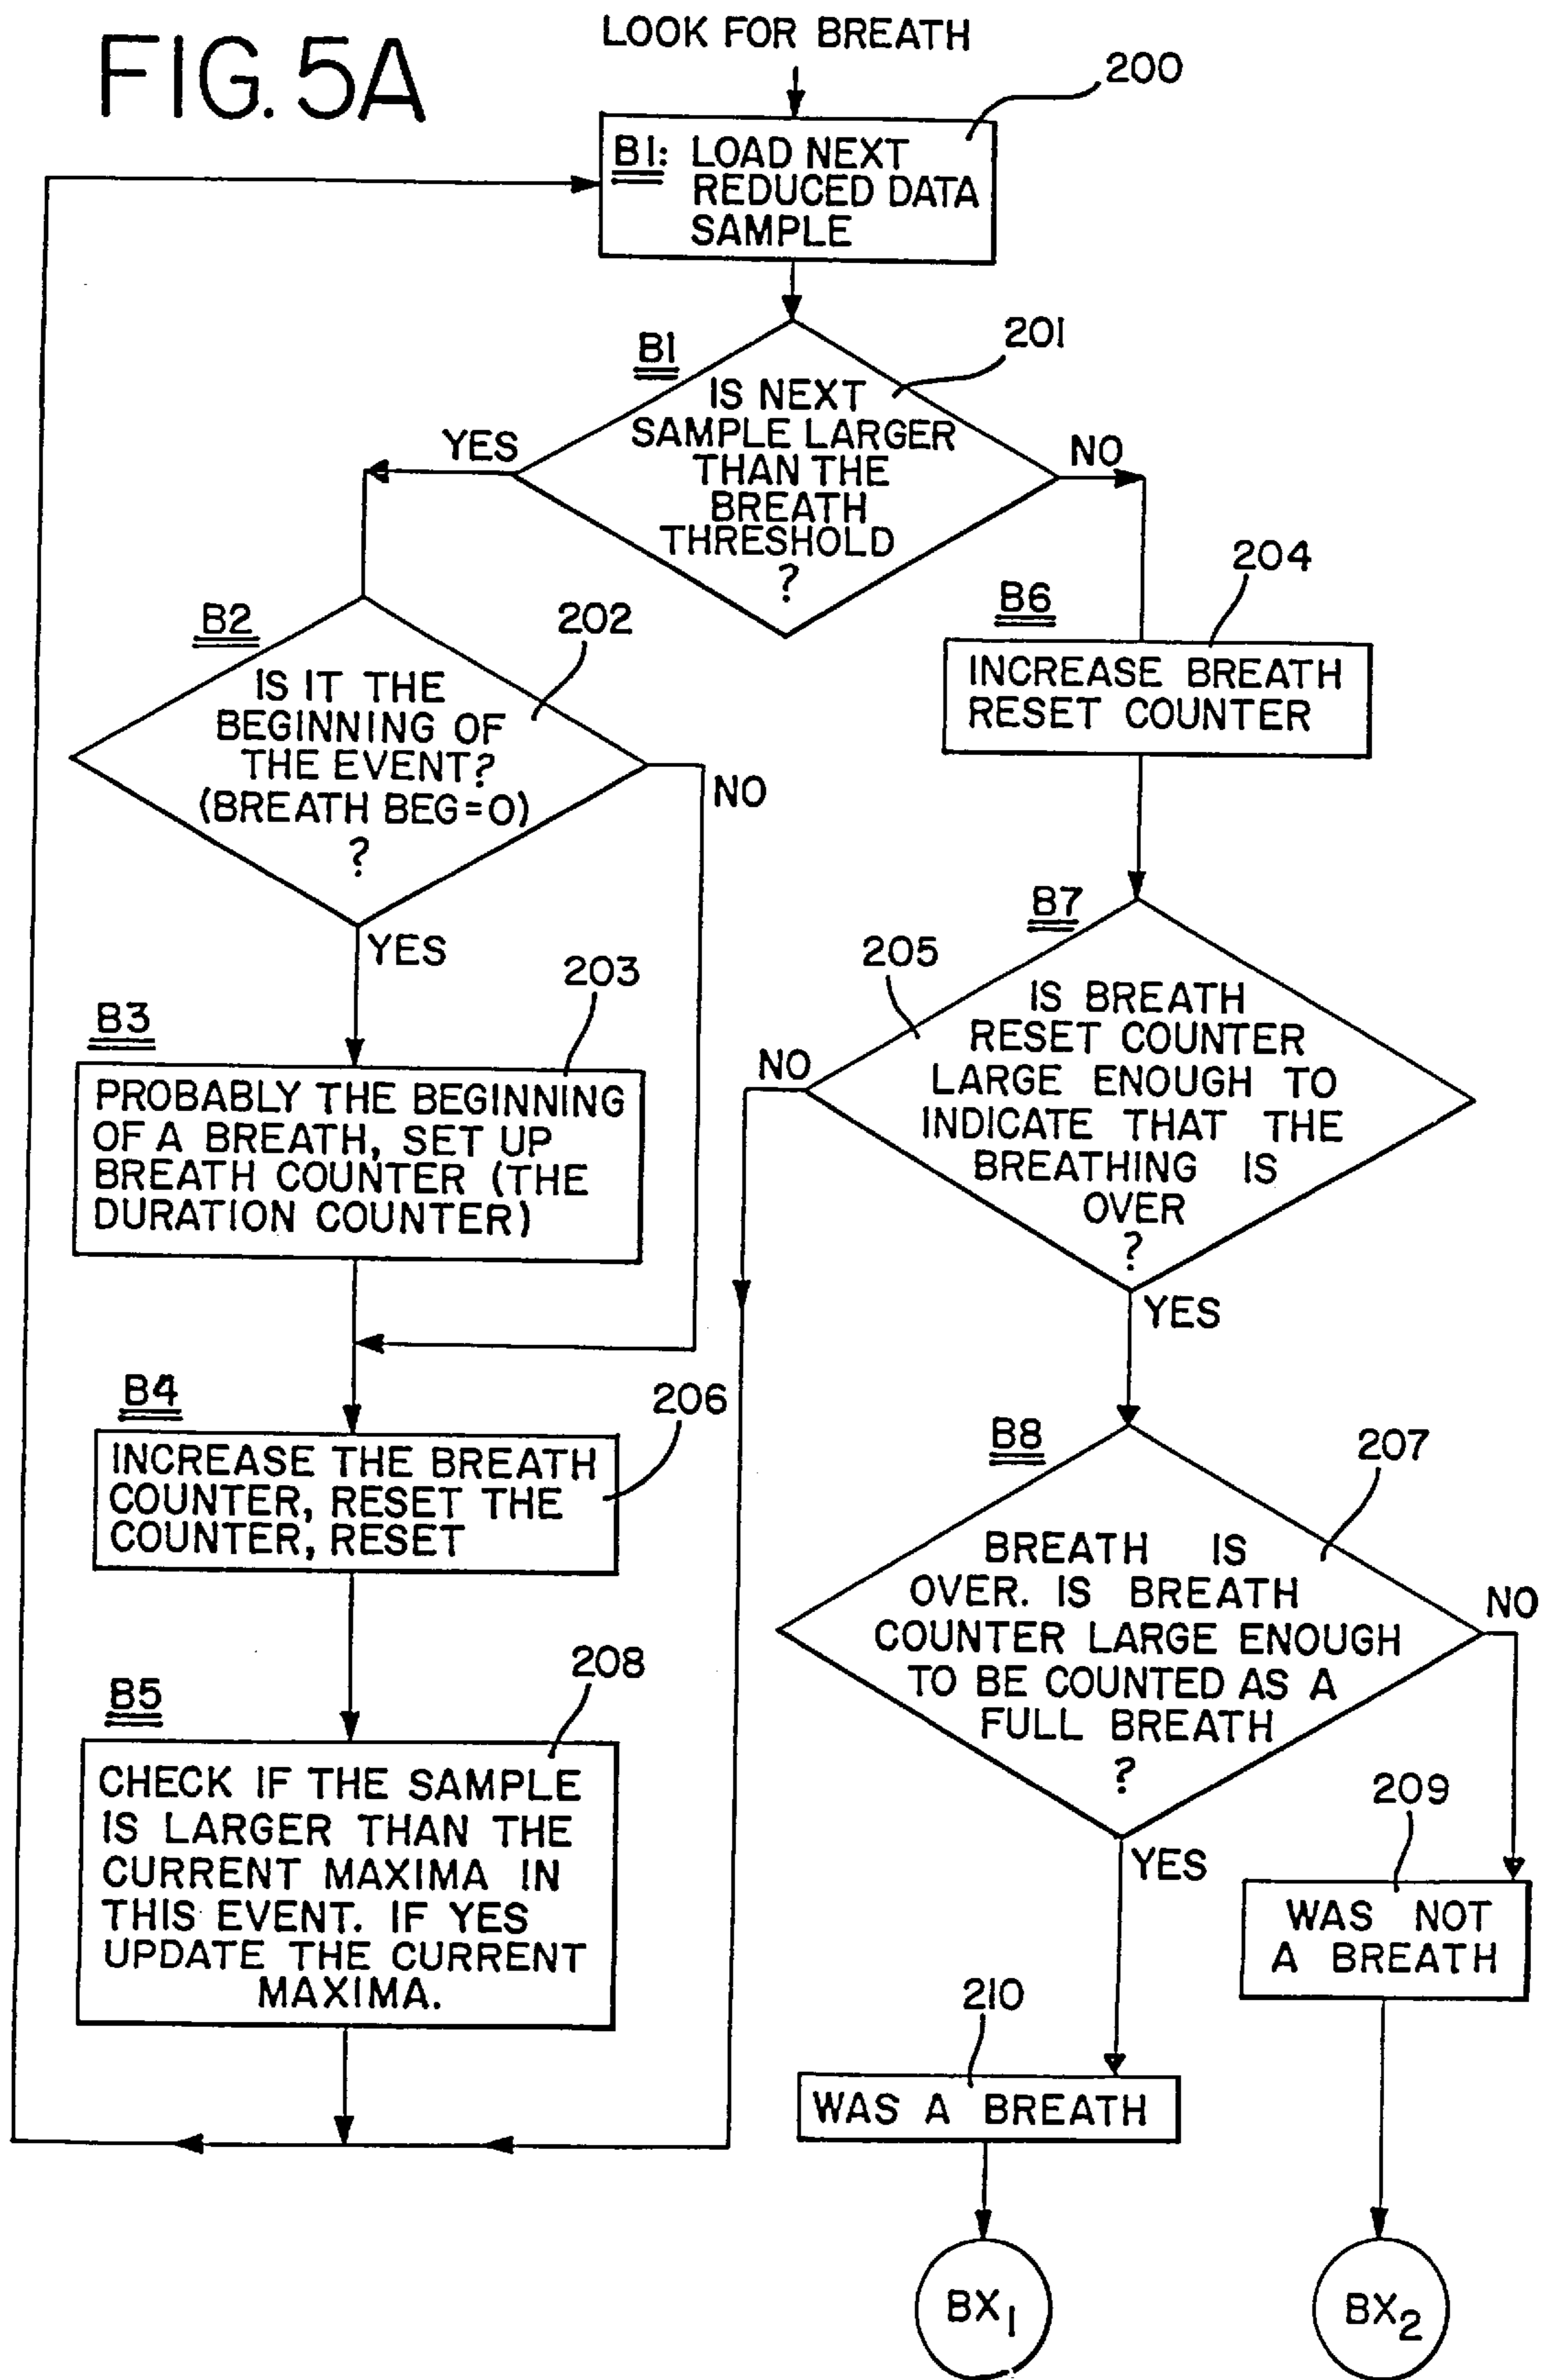 FIG. 5A
LOOK FOR BREATH
200
B1: LOAD NEXT
REDUCED DATA
SAMPLE
B1
201
IS NEXT
SAMPLE LARGER
THAN THE
BREATH
THRESHOLD
?
YES
NO
B2
202
IS IT THE
BEGINNING OF
THE EVENT?
(BREATH BEG=0)
?
NO
YES
B6
204
INCREASE BREATH
RESET COUNTER
B3
203
PROBABLY THE BEGINNING
OF A BREATH, SET UP
BREATH COUNTER (THE
DURATION COUNTER)
B7
205
IS BREATH
RESET COUNTER
LARGE ENOUGH TO
INDICATE THAT THE
BREATHING IS
OVER
?
NO
YES
B4
206
INCREASE THE BREATH
COUNTER, RESET THE
COUNTER, RESET
B8
207
BREATH IS
OVER. IS BREATH
COUNTER LARGE ENOUGH
TO BE COUNTED AS A
FULL BREATH
?
NO
YES
B5
208
CHECK IF THE SAMPLE
IS LARGER THAN THE
CURRENT MAXIMA IN
THIS EVENT. IF YES
UPDATE THE CURRENT
MAXIMA.
209
WAS NOT
A BREATH
210
WAS A BREATH
BX1
BX2